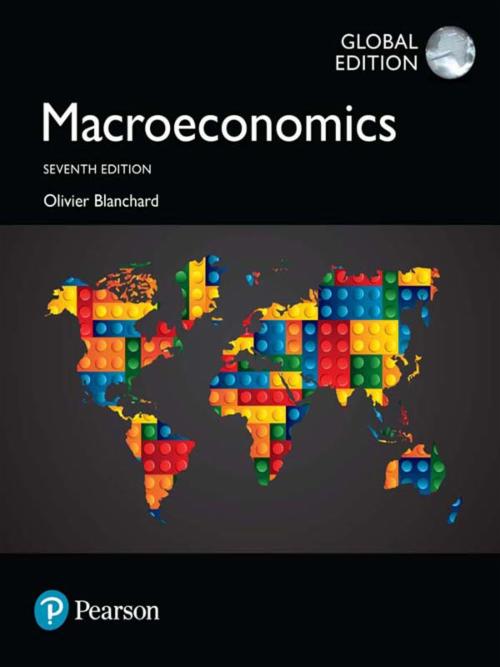 GLOBAL
EDITION
Macroeconomics
SEVENTH EDITION
Olivier Blanchard
P Pearson